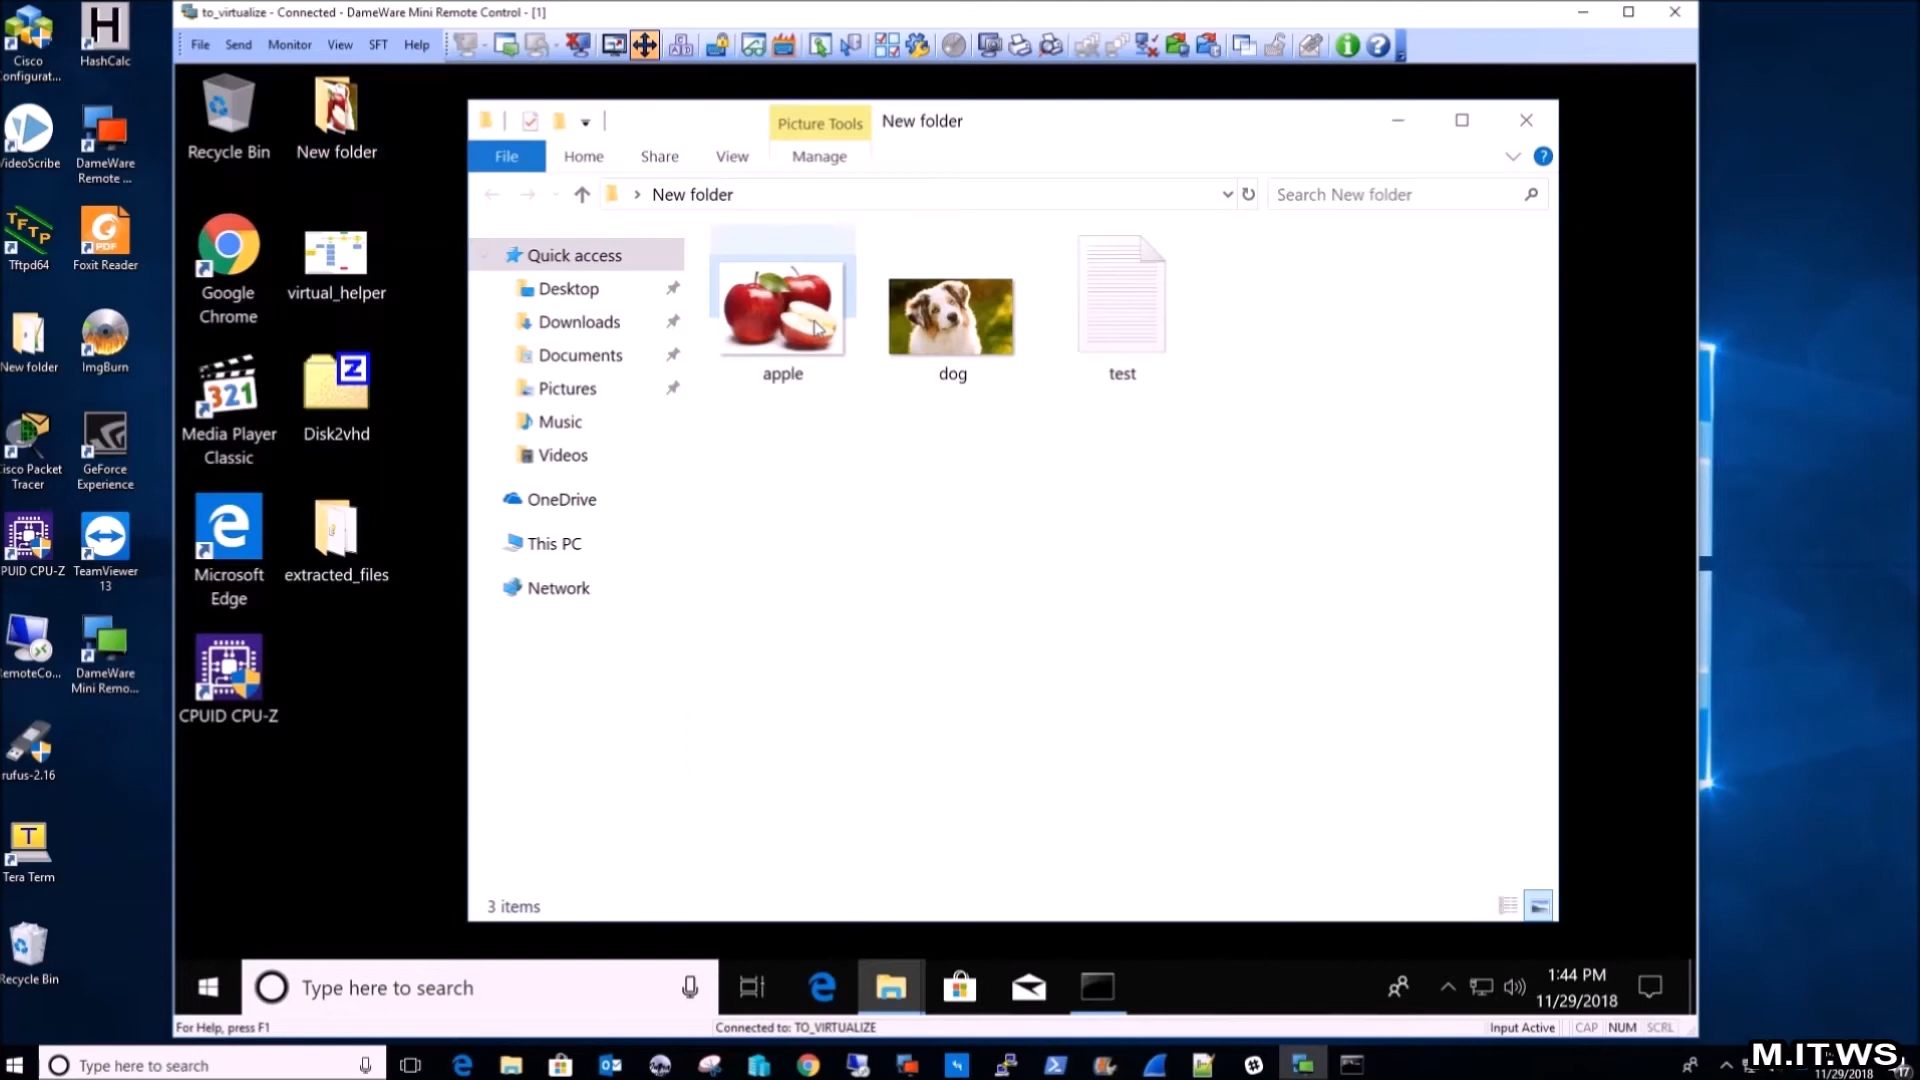 to_virtualize - Connected - DameWare Mini Remote Control - [1]
File Send Monitor View SFT Help
Cisco
HashCalc
VideoScribe
DameWare
Remote ...
Tftpd64
Foxit Reader
New folder
ImgBurn
Cisco Packet
Tracer
GeForce
Experience
CPUID CPU-Z
TeamViewer
13
RemoteCo...
DameWare
Mini Remo...
rufus-2.16
Tera Term
Recycle Bin
Recycle Bin
New folder
Google
Chrome
virtual_helper
Media Player
Classic
Disk2vhd
Microsoft
Edge
extracted_files
CPUID CPU-Z
Picture Tools
New folder
File Home Share View Manage
New folder
Search New folder
Quick access
Desktop
Downloads
Documents
Pictures
Music
Videos
OneDrive
This PC
Network
apple
dog
test
3 items
Type here to search
1:44 PM
11/29/2018
For Help, press F1
Connected to: TO_VIRTUALIZE
Input Active
CAP
NUM
SCRL
Type here to search
M.IT.WS
11/29/2018
17